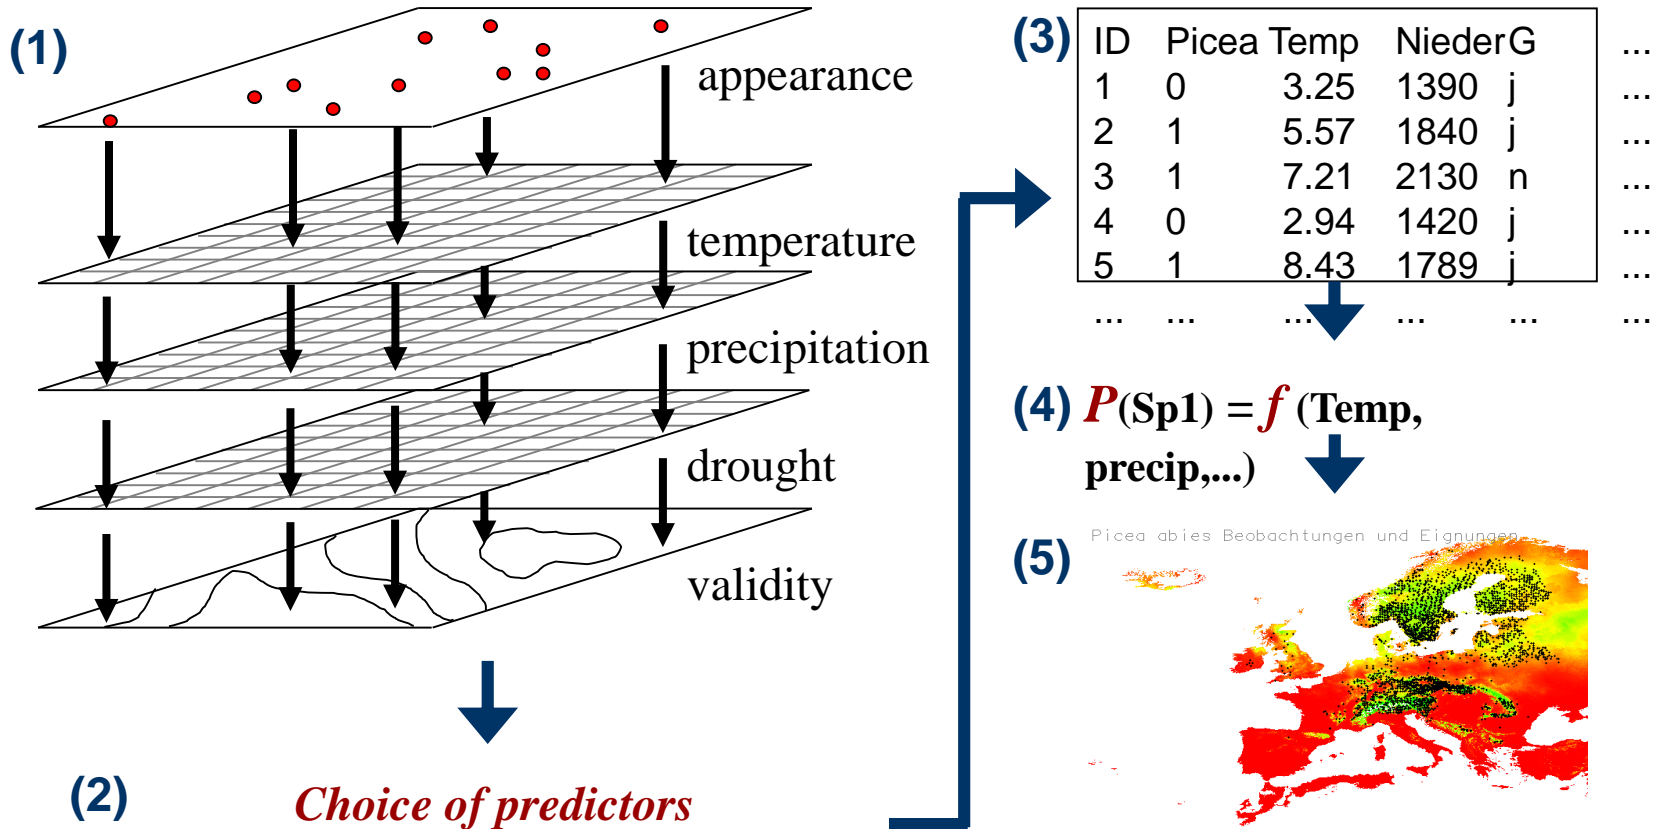 (1)
appearance
temperature
precipitation
drought
validity
(2) Choice of predictors
(3)
ID Picea Temp Nieder G ...
1 0 3.25 1390 j ...
2 1 5.57 1840 j ...
3 1 7.21 2130 n ...
4 0 2.94 1420 j ...
5 1 8.43 1789 j ...
... ... ... ... ... ...
(4) P(Sp1) = f (Temp,
precip,...)
(5)
Picea abies Beobachtungen und Eignungen